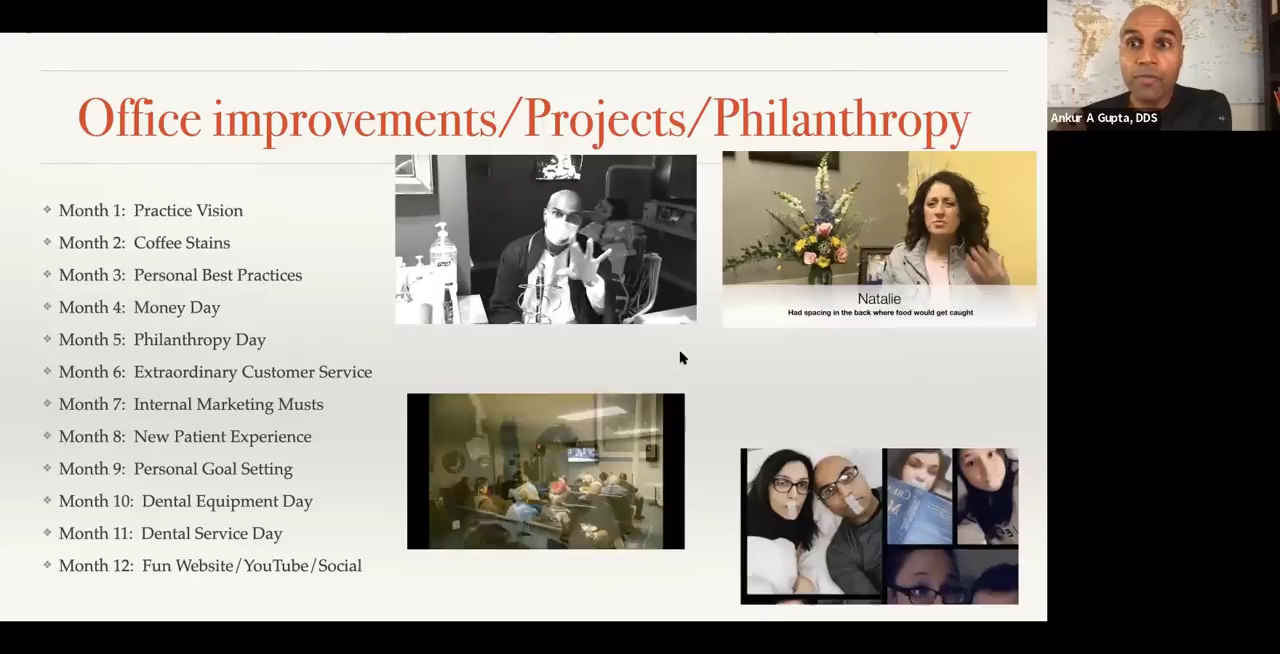 Office improvements/Projects/Philanthropy
Ankur A Gupta, DDS
Month 1: Practice Vision
Month 2: Coffee Stains
Month 3: Personal Best Practices
Month 4: Money Day
Month 5: Philanthropy Day
Month 6: Extraordinary Customer Service
Month 7: Internal Marketing Musts
Month 8: New Patient Experience
Month 9: Personal Goal Setting
Month 10: Dental Equipment Day
Month 11: Dental Service Day
Month 12: Fun Website/YouTube/Social
Natalie
Had spacing in the back where food would get caught